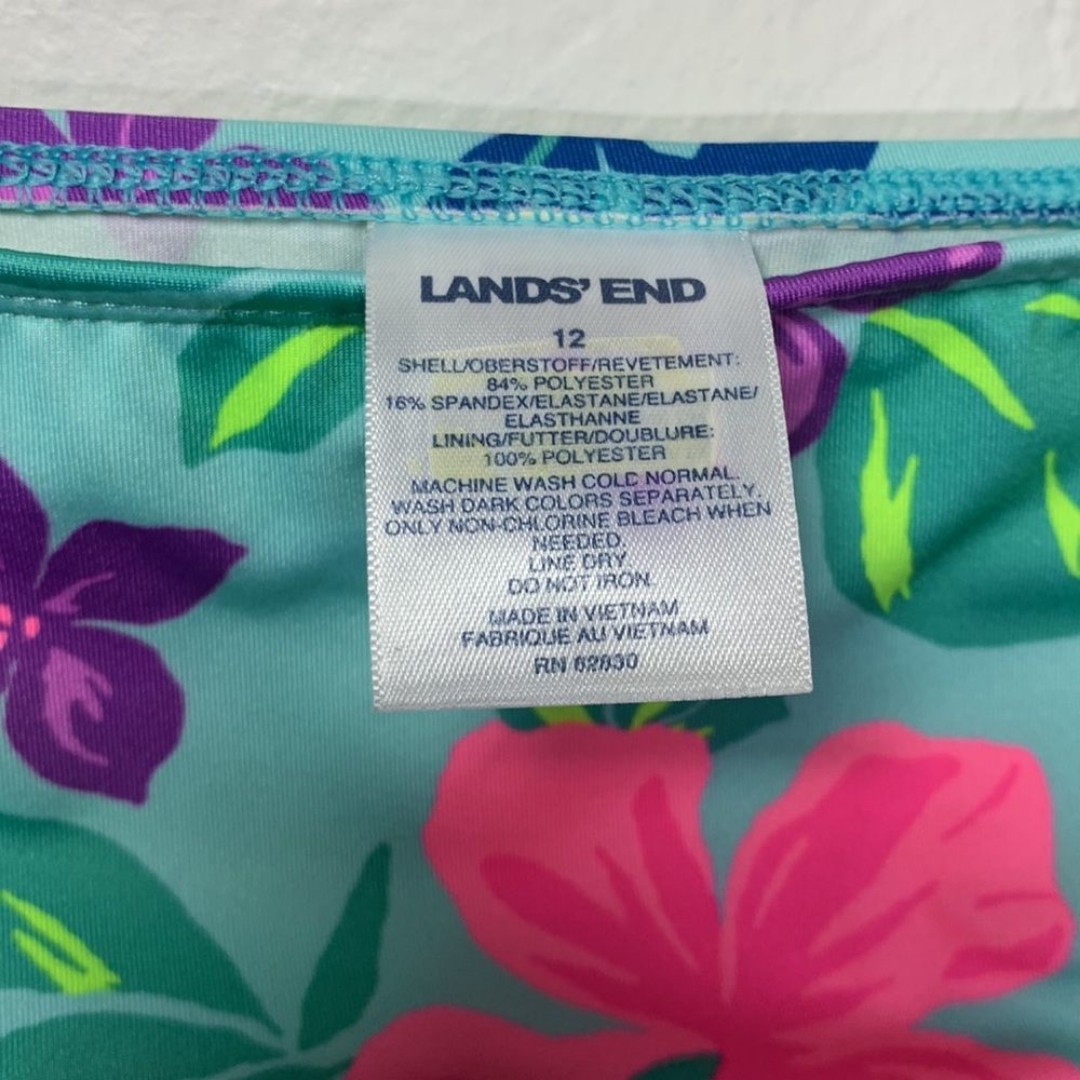 LANDS' END
12
SHELL/OBERSTOFF/REVETEMENT:
84% POLYESTER
16% SPANDEX/ELASTANE/ELASTANE/
ELASTHANNE
LINING/FUTTER/DOUBLURE:
100% POLYESTER
MACHINE WASH COLD NORMAL.
WASH DARK COLORS SEPARATELY.
ONLY NON-CHLORINE BLEACH WHEN
NEEDED.
LINE DRY
DO NOT IRON
MADE IN VIETNAM
FABRIQUE AU VIETNAM
RN 62830